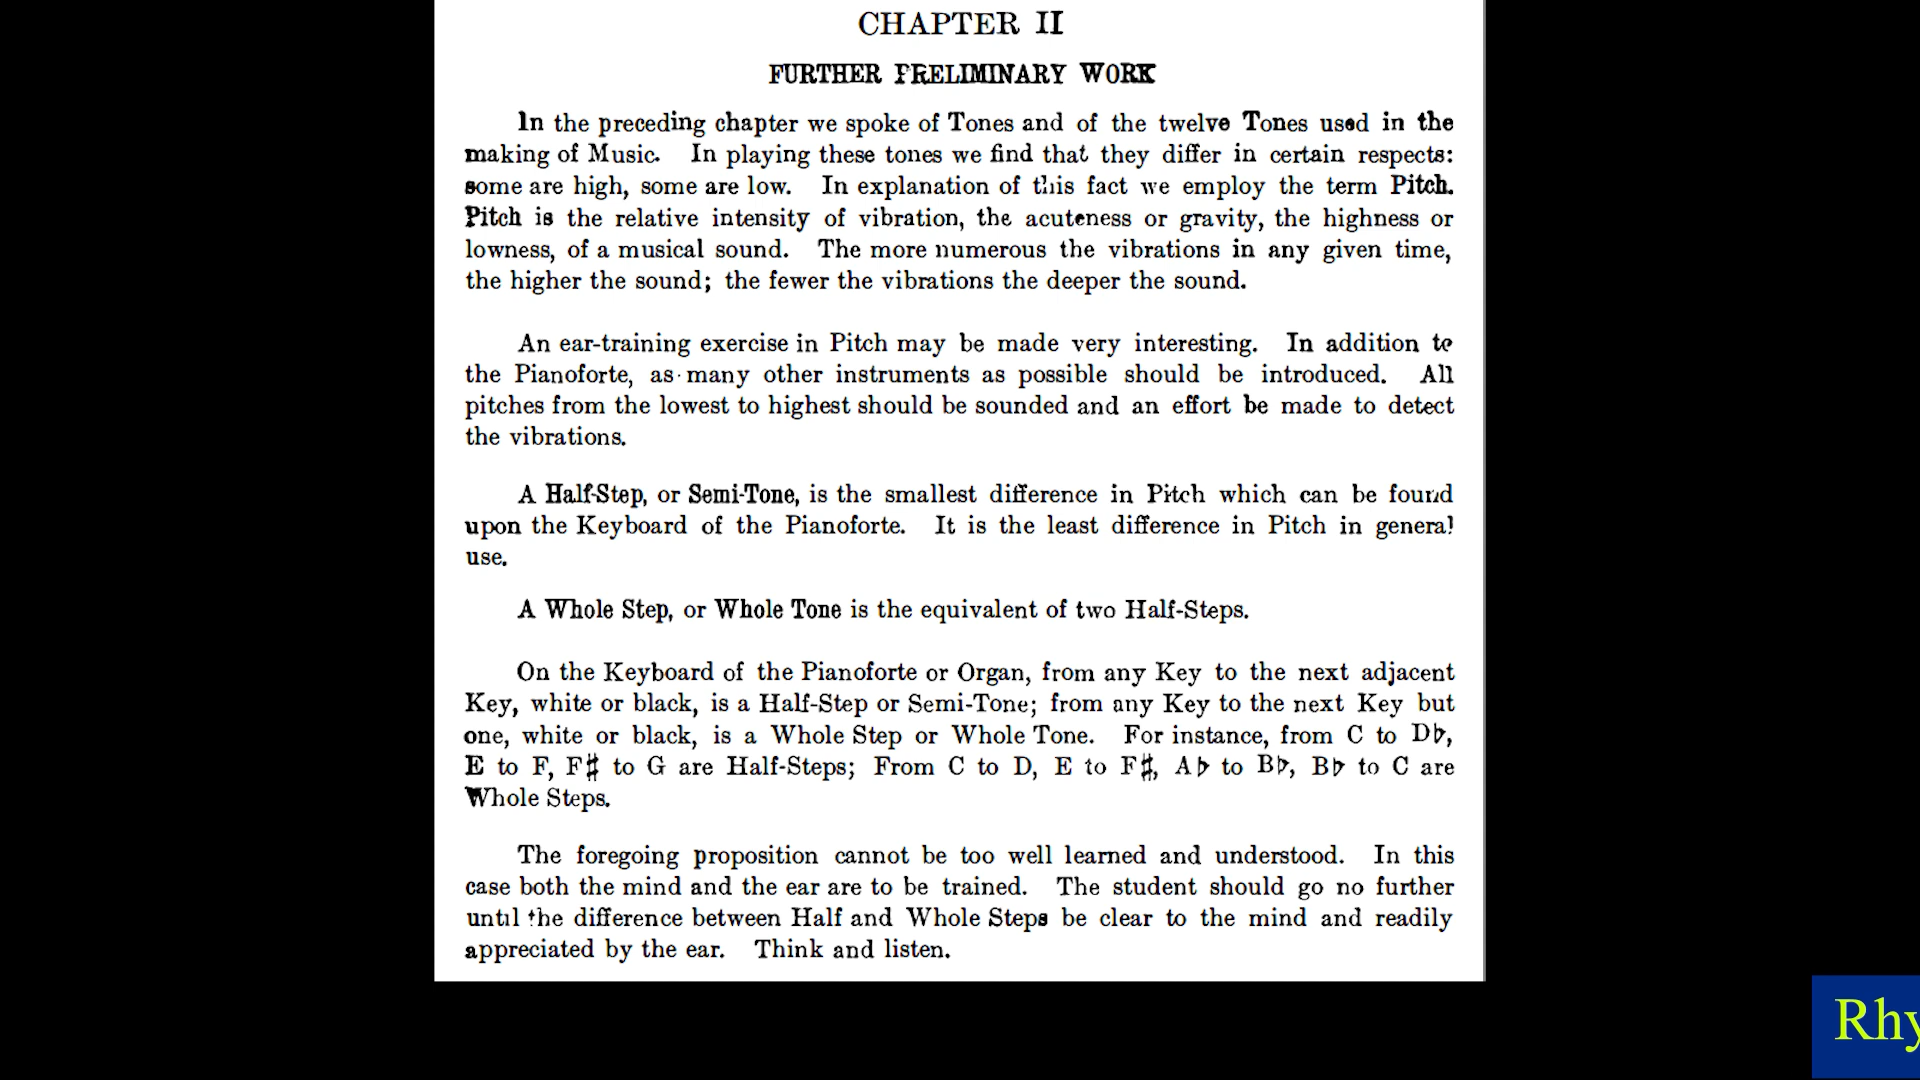 CHAPTER II
FURTHER PRELIMINARY WORK
In the preceding chapter we spoke of Tones and of the twelve Tones used in the
making of Music. In playing these tones we find that they differ in certain respects:
some are high, some are low. In explanation of this fact we employ the term Pitch.
Pitch is the relative intensity of vibration, the acuteness or gravity, the highness or
lowness, of a musical sound. The more numerous the vibrations in any given time,
the higher the sound; the fewer the vibrations the deeper the sound.
An ear-training exercise in Pitch may be made very interesting. In addition to
the Pianoforte, as many other instruments as possible should be introduced. All
pitches from the lowest to highest should be sounded and an effort be made to detect
the vibrations.
A Half-Step, or Semi-Tone, is the smallest difference in Pitch which can be found
upon the Keyboard of the Pianoforte. It is the least difference in Pitch in general
use.
A Whole Step, or Whole Tone is the equivalent of two Half-Steps.
On the Keyboard of the Pianoforte or Organ, from any Key to the next adjacent
Key, white or black, is a Half-Step or Semi-Tone; from any Key to the next Key but
one, white or black, is a Whole Step or Whole Tone. For instance, from C to D♭,
E to F, F♯ to G are Half-Steps; From C to D, E to F♯, A♭ to B♭, B♭ to C are
Whole Steps.
The foregoing proposition cannot be too well learned and understood. In this
case both the mind and the ear are to be trained. The student should go no further
until the difference between Half and Whole Steps be clear to the mind and readily
appreciated by the ear. Think and listen.
Rhy